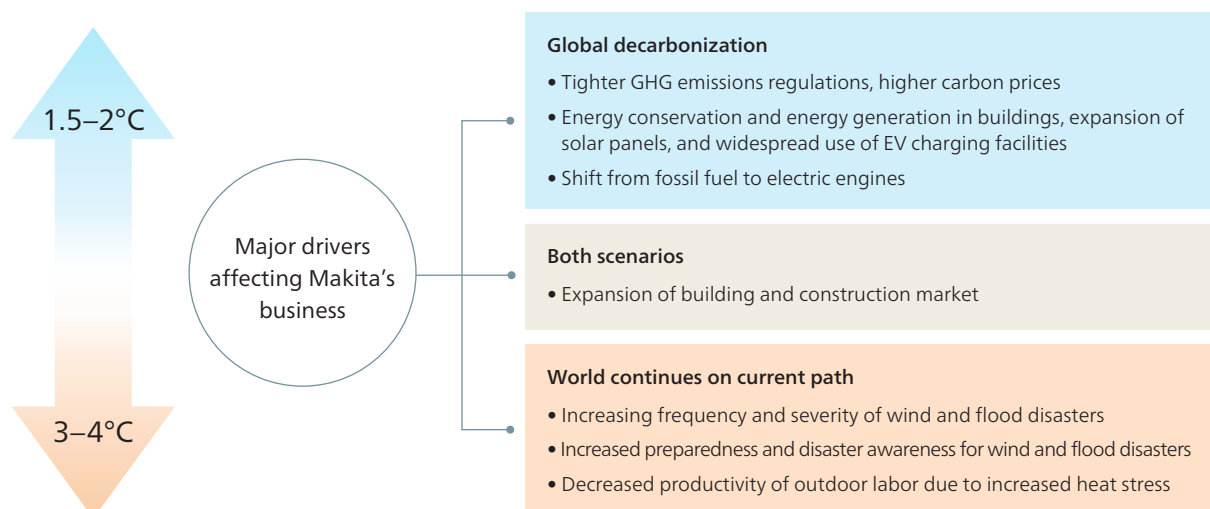 1.5–2°C
3–4°C
Major drivers
affecting Makita’s
business
Global decarbonization
• Tighter GHG emissions regulations, higher carbon prices
• Energy conservation and energy generation in buildings, expansion of
solar panels, and widespread use of EV charging facilities
• Shift from fossil fuel to electric engines
Both scenarios
• Expansion of building and construction market
World continues on current path
• Increasing frequency and severity of wind and flood disasters
• Increased preparedness and disaster awareness for wind and flood disasters
• Decreased productivity of outdoor labor due to increased heat stress